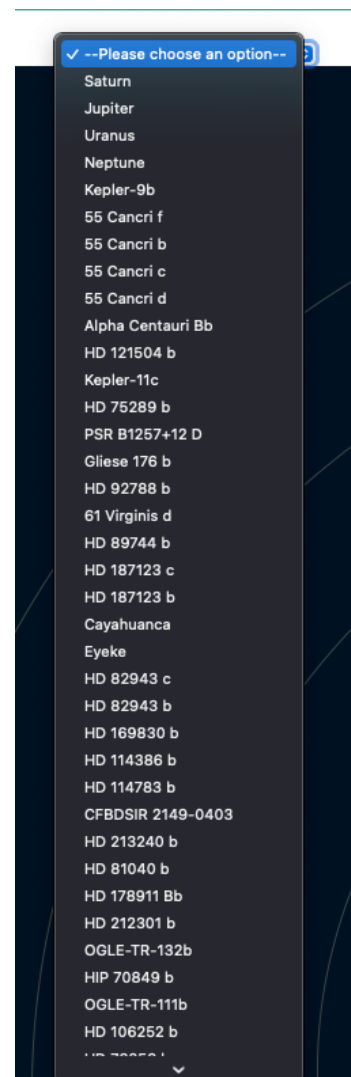 --Please choose an option--
Saturn
Jupiter
Uranus
Neptune
Kepler-9b
55 Cancri f
55 Cancri b
55 Cancri c
55 Cancri d
Alpha Centauri Bb
HD 121504 b
Kepler-11c
HD 75289 b
PSR B1257+12 D
Gliese 176 b
HD 92788 b
61 Virginis d
HD 89744 b
HD 187123 c
HD 187123 b
Cayahuanca
Eyeke
HD 82943 c
HD 82943 b
HD 169830 b
HD 114386 b
HD 114783 b
CFBDSIR 2149-0403
HD 213240 b
HD 81040 b
HD 178911 Bb
HD 212301 b
OGLE-TR-132b
HIP 70849 b
OGLE-TR-111b
HD 106252 b